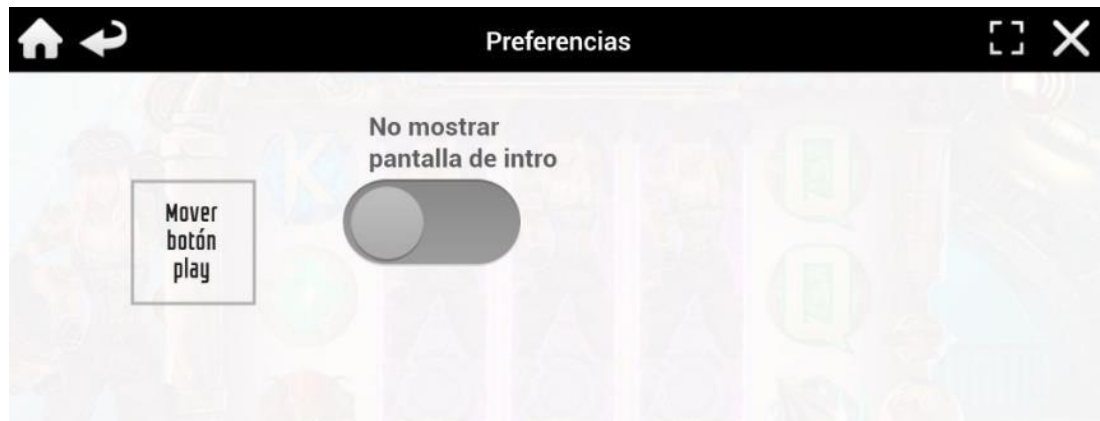 Preferencias
No mostrar
pantalla de intro
Mover
botón
play
K